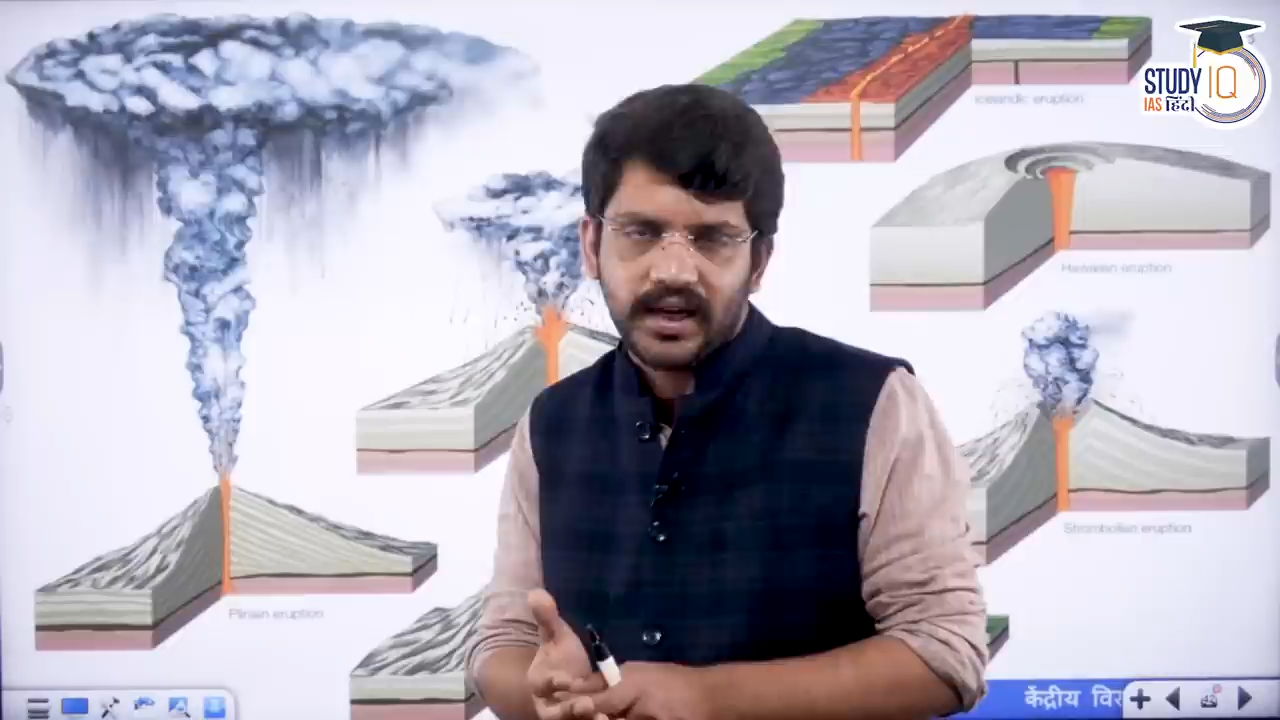 STUDY IQ
IAS हिंदी
Icelandic eruption
Hawaiian eruption
Strombolian eruption
Plinian eruption
केंद्रीय